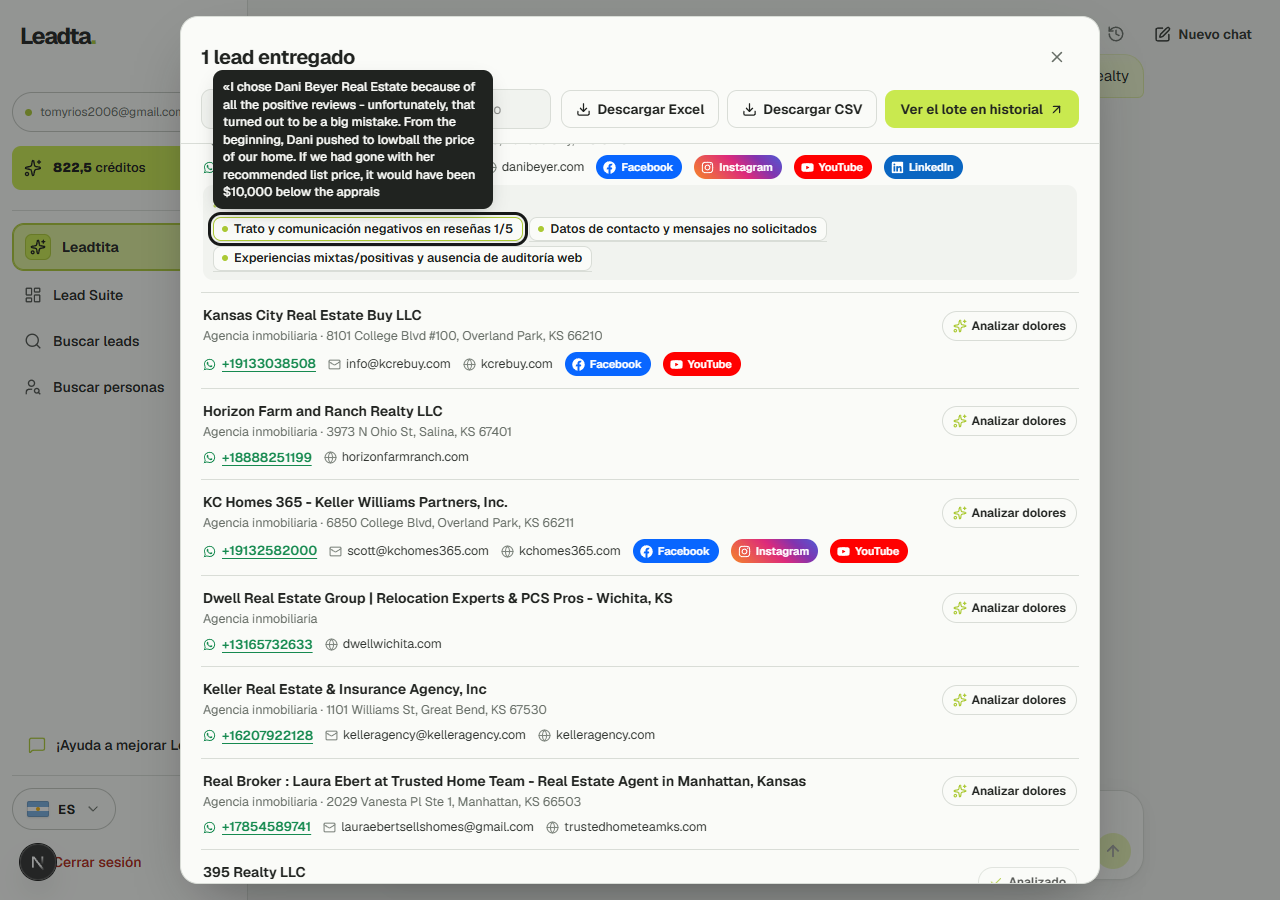 Leadta.
Nuevo chat
1 lead entregado
tomyrios2006@gmail.com
«I chose Dani Beyer Real Estate because of
all the positive reviews - unfortunately, that
turned out to be a big mistake. From the
beginning, Dani pushed to lowball the price
of our home. If we had gone with her
recommended list price, it would have been
$10,000 below the apprais
Descargar Excel
Descargar CSV
Ver el lote en historial
ealty
822,5 créditos
danibeyer.com Facebook Instagram YouTube LinkedIn
Trato y comunicación negativos en reseñas 1/5
Datos de contacto y mensajes no solicitados
Experiencias mixtas/positivas y ausencia de auditoría web
Leadtita
Lead Suite
Buscar leads
Buscar personas
Kansas City Real Estate Buy LLC
Agencia inmobiliaria · 8101 College Blvd #100, Overland Park, KS 66210
Analizar dolores
+19133038508 info@kcrebuy.com kcrebuy.com Facebook YouTube
Horizon Farm and Ranch Realty LLC
Agencia inmobiliaria · 3973 N Ohio St, Salina, KS 67401
Analizar dolores
+18888251199 horizonfarmranch.com
KC Homes 365 - Keller Williams Partners, Inc.
Agencia inmobiliaria · 6850 College Blvd, Overland Park, KS 66211
Analizar dolores
+19132582000 scott@kchomes365.com kchomes365.com Facebook Instagram YouTube
Dwell Real Estate Group | Relocation Experts & PCS Pros - Wichita, KS
Agencia inmobiliaria
Analizar dolores
+13165732633 dwellwichita.com
Keller Real Estate & Insurance Agency, Inc
Agencia inmobiliaria · 1101 Williams St, Great Bend, KS 67530
Analizar dolores
+16207922128 kelleragency@kelleragency.com kelleragency.com
Real Broker : Laura Ebert at Trusted Home Team - Real Estate Agent in Manhattan, Kansas
Agencia inmobiliaria · 2029 Vanesta Pl Ste 1, Manhattan, KS 66503
Analizar dolores
+17854589741 lauraebertsellshomes@gmail.com trustedhometeamks.com
395 Realty LLC
Analizado
¡Ayuda a mejorar L
ES
N
Cerrar sesión